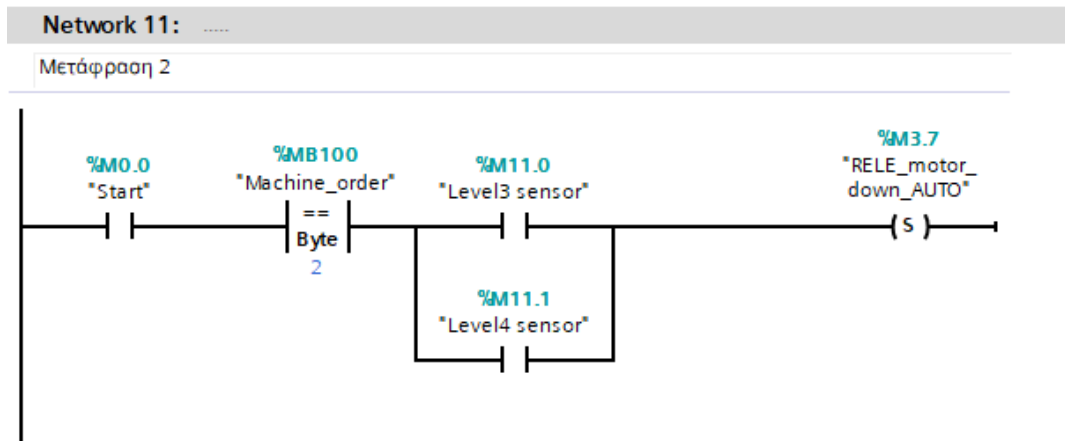 Network 11: .....
Μετάφραση 2
%M0.0
"Start"
%MB100
"Machine_order"
==
Byte
2
%M11.0
"Level3 sensor"
%M11.1
"Level4 sensor"
%M3.7
"RELE_motor_
down_AUTO"
S